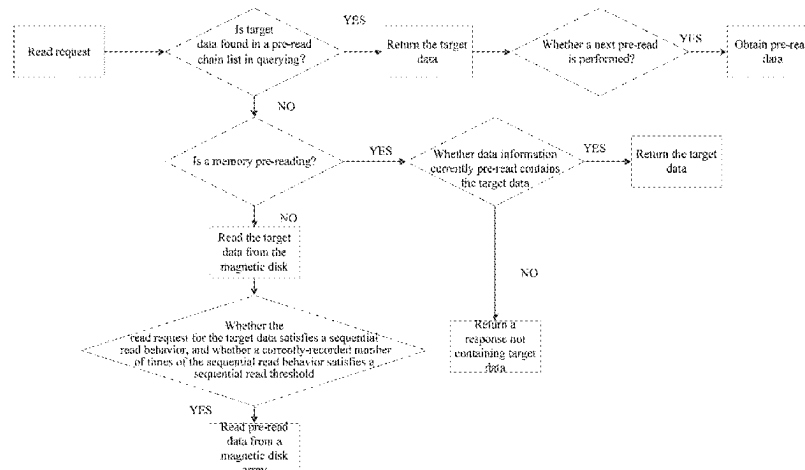 Is target
data found in a pre-read
chain list in querying?
YES
Read request
Return the target
data
Whether a next pre-read
is performed?
YES
Obtain pre-read
data
NO
Is a memory pre-reading?
YES
Whether data information
currently pre-read contains
the target data
YES
Return the target
data
NO
Read the target
data from the
magnetic disk
NO
Whether the
read request for the target data satisfies a sequential
read behavior, and whether a currently-recorded number
of times of the sequential read behavior satisfies a
sequential read threshold
Return a
response not
containing target
data
YES
Read pre-read
data from a
magnetic disk
array